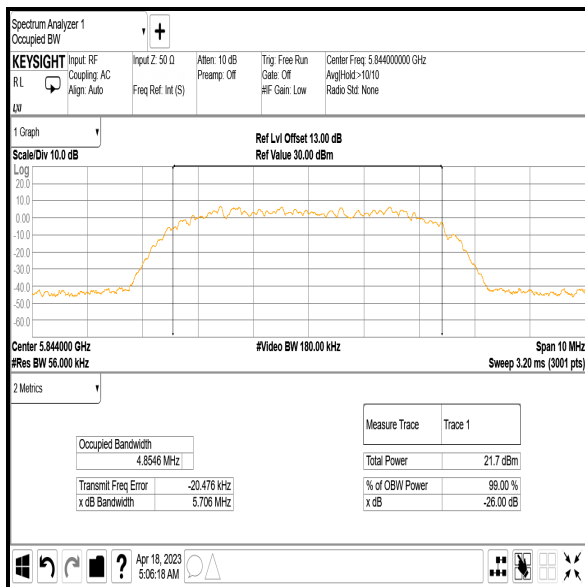 Spectrum Analyzer 1
Occupied BW
+
KEYSIGHT
RL
LXI
Input: RF
Coupling: AC
Align: Auto
Input Z: 50 Ω
Freq Ref: Int (S)
Atten: 10 dB
Preamp: Off
Trig: Free Run
Gate: Off
#IF Gain: Low
Center Freq: 5.844000000 GHz
Avg|Hold:>10/10
Radio Std: None
1 Graph
Scale/Div 10.0 dB
Ref Lvl Offset 13.00 dB
Ref Value 30.00 dBm
Log
20.0
10.0
0.00
-10.0
-20.0
-30.0
-40.0
-50.0
-60.0
Center 5.844000 GHz
#Res BW 56.000 kHz
#Video BW 180.00 kHz
Span 10 MHz
Sweep 3.20 ms (3001 pts)
2 Metrics
Occupied Bandwidth
4.8546 MHz
Transmit Freq Error -20.476 kHz
x dB Bandwidth 5.706 MHz
Measure Trace Trace 1
Total Power 21.7 dBm
% of OBW Power 99.00 %
x dB -26.00 dB
?
Apr 18, 2023
5:06:18 AM